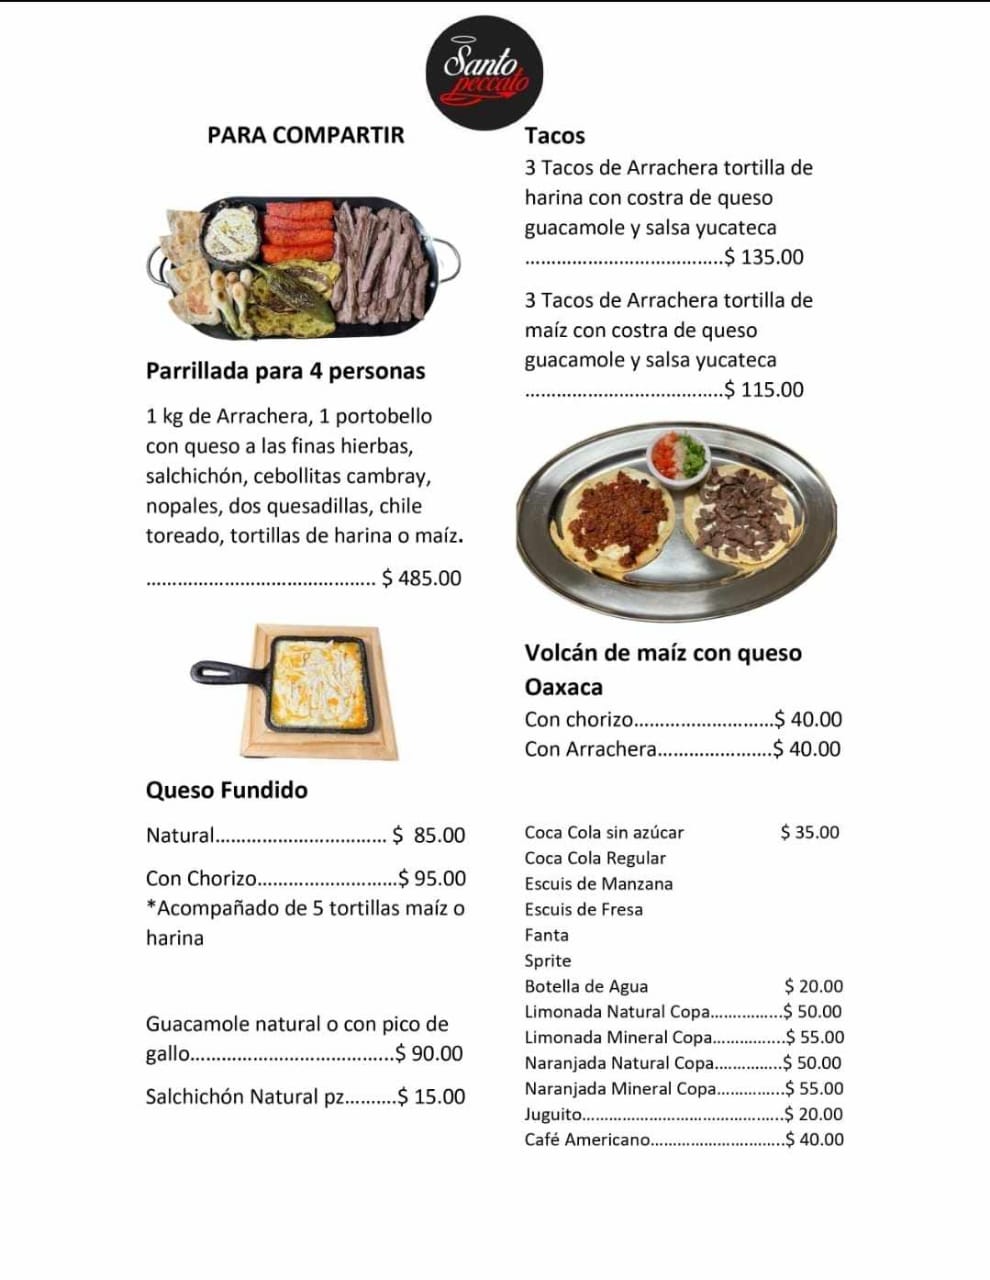 Santo
peccato
PARA COMPARTIR
Parrillada para 4 personas
1 kg de Arrachera, 1 portobello
con queso a las finas hierbas,
salchichón, cebollitas cambray,
nopales, dos quesadillas, chile
toreado, tortillas de harina o maíz.
............................................ $ 485.00
Queso Fundido
Natural................................. $  85.00
Con Chorizo...........................$ 95.00
*Acompañado de 5 tortillas maíz o
harina
Guacamole natural o con pico de
gallo.......................................$ 90.00
Salchichón Natural pz..........$ 15.00
Tacos
3 Tacos de Arrachera tortilla de
harina con costra de queso
guacamole y salsa yucateca
......................................$ 135.00
3 Tacos de Arrachera tortilla de
maíz con costra de queso
guacamole y salsa yucateca
......................................$ 115.00
Volcán de maíz con queso
Oaxaca
Con chorizo...........................$ 40.00
Con Arrachera......................$ 40.00
Coca Cola sin azúcar $ 35.00
Coca Cola Regular
Escuis de Manzana
Escuis de Fresa
Fanta
Sprite
Botella de Agua $ 20.00
Limonada Natural Copa................$ 50.00
Limonada Mineral Copa................$ 55.00
Naranjada Natural Copa...............$ 50.00
Naranjada Mineral Copa...............$ 55.00
Juguito.............................................$ 20.00
Café Americano..............................$ 40.00